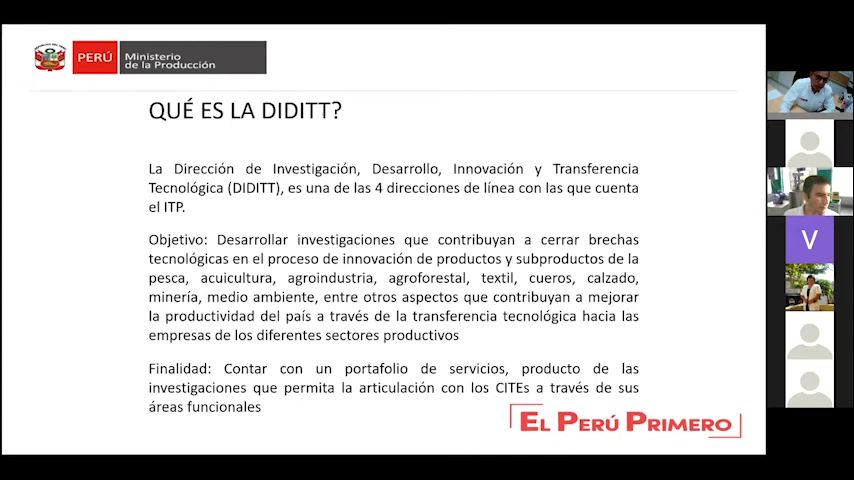 PERÚ
Ministerio
de la Producción
QUÉ ES LA DIDITT?
La Dirección de Investigación, Desarrollo, Innovación y Transferencia
Tecnológica (DIDITT), es una de las 4 direcciones de línea con las que cuenta
el ITP.
Objetivo: Desarrollar investigaciones que contribuyan a cerrar brechas
tecnológicas en el proceso de innovación de productos y subproductos de la
pesca, acuicultura, agroindustria, agroforestal, textil, cueros, calzado,
minería, medio ambiente, entre otros aspectos que contribuyan a mejorar
la productividad del país a través de la transferencia tecnológica hacia las
empresas de los diferentes sectores productivos
Finalidad: Contar con un portafolio de servicios, producto de las
investigaciones que permita la articulación con los CITEs a través de sus
áreas funcionales
EL PERÚ PRIMERO
V